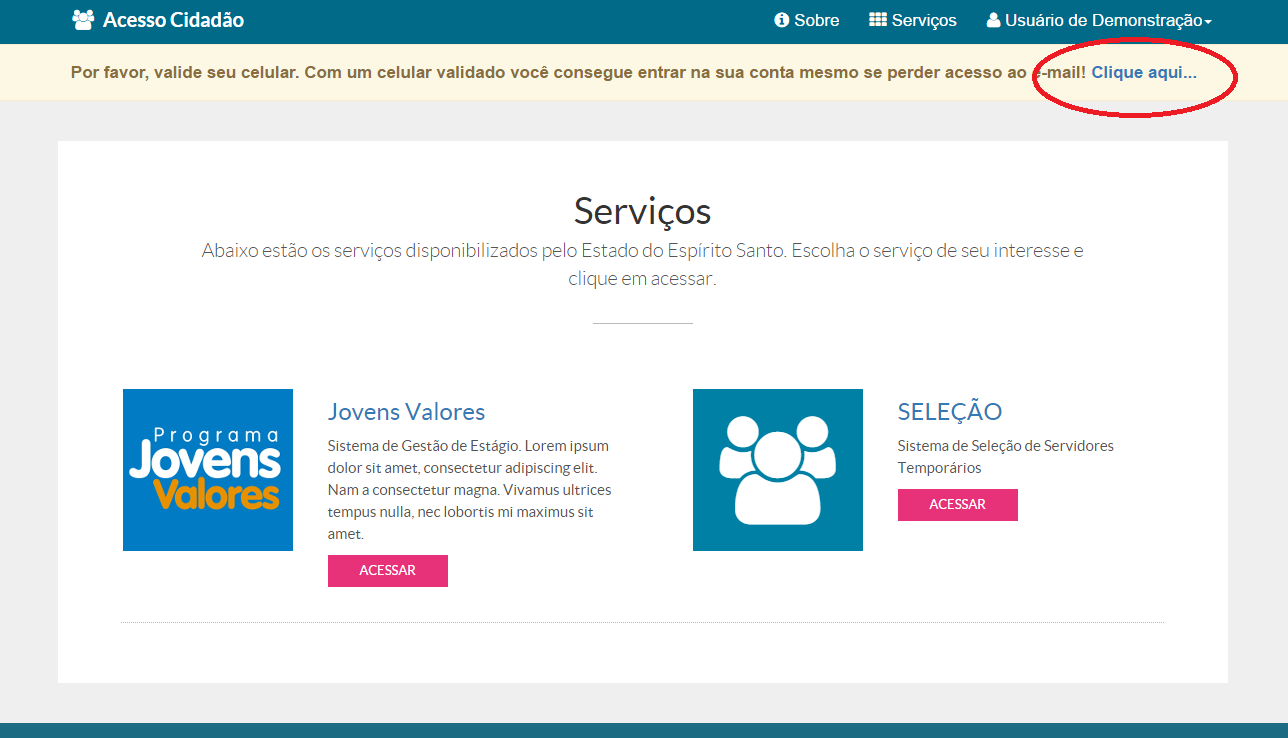 Acesso Cidadão
Sobre
Serviços
Usuário de Demonstração
Por favor, valide seu celular. Com um celular validado você consegue entrar na sua conta mesmo se perder acesso ao e-mail! Clique aqui...
Serviços
Abaixo estão os serviços disponibilizados pelo Estado do Espírito Santo. Escolha o serviço de seu interesse e
clique em acessar.
Programa
Jovens
Valores
Jovens Valores
Sistema de Gestão de Estágio. Lorem ipsum
dolor sit amet, consectetur adipiscing elit.
Nam a consectetur magna. Vivamus ultrices
tempus nulla, nec lobortis mi maximus sit
amet.
ACESSAR
SELEÇÃO
Sistema de Seleção de Servidores
Temporários
ACESSAR